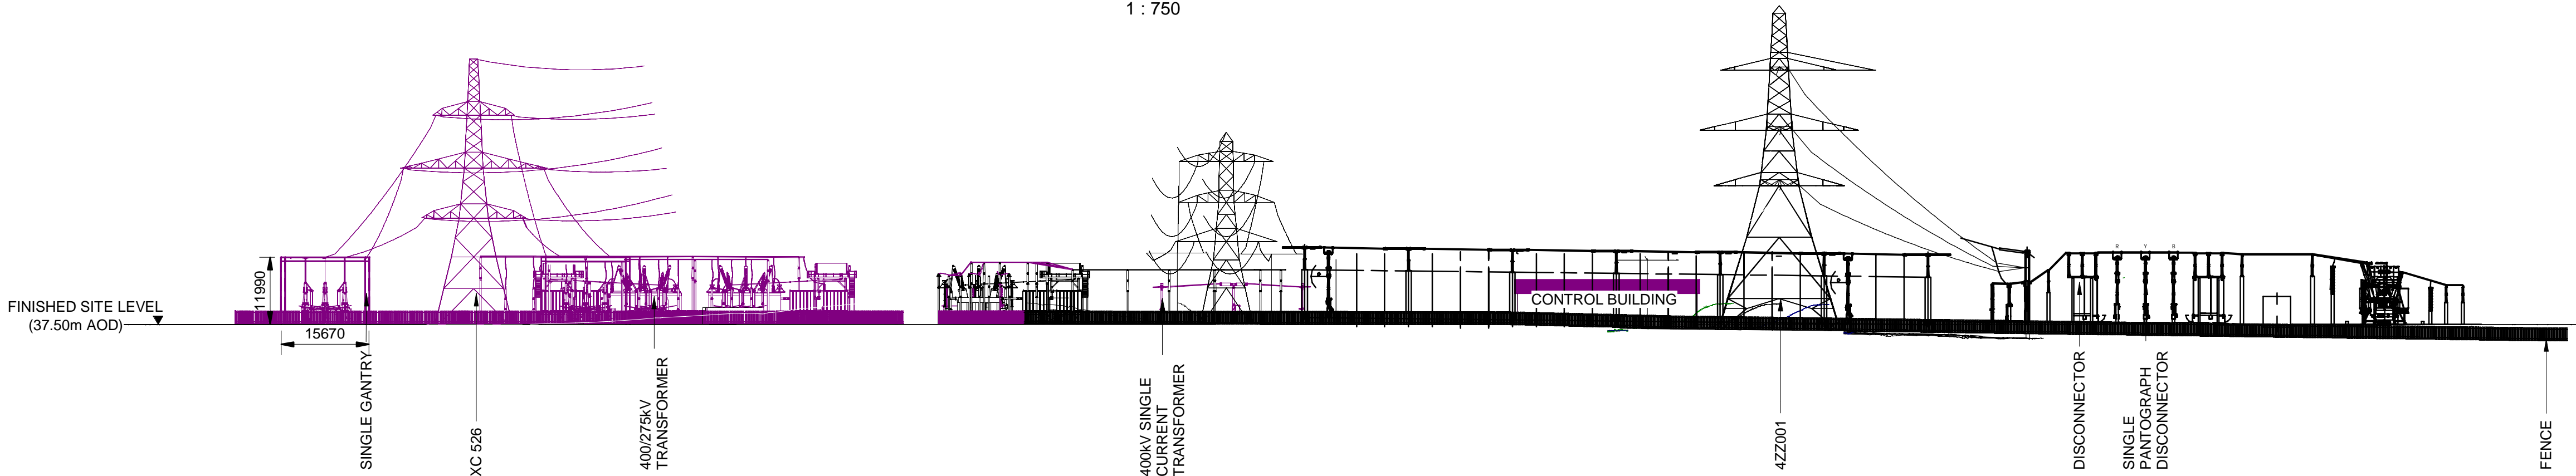 1 : 750
FINISHED SITE LEVEL
(37.50m AOD)
11990
15670
SINGLE GANTRY
XC 526
400/275kV
TRANSFORMER
400kV SINGLE
CURRENT
TRANSFORMER
CONTROL BUILDING
4ZZ001
R Y B
DISCONNECTOR
SINGLE
PANTOGRAPH
DISCONNECTOR
FENCE